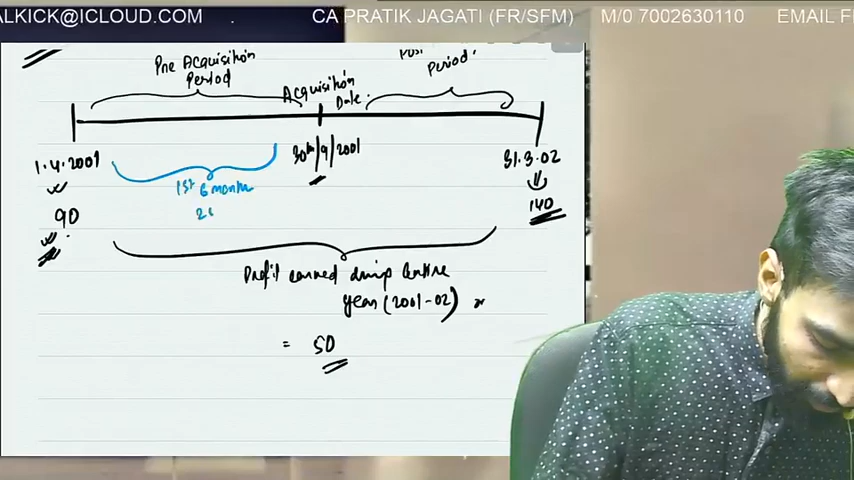 ALKICK@ICLOUD.COM . CA PRATIK JAGATI (FR/SFM) M/0 7002630110 EMAIL F
Pre Acquisition
Period
Acquisition
Date.
Period.
1.4.2001
30th/9/2001
31.3.02
1st 6 months
90
140
Profit earned during Entire
year (2001-02)
= 50